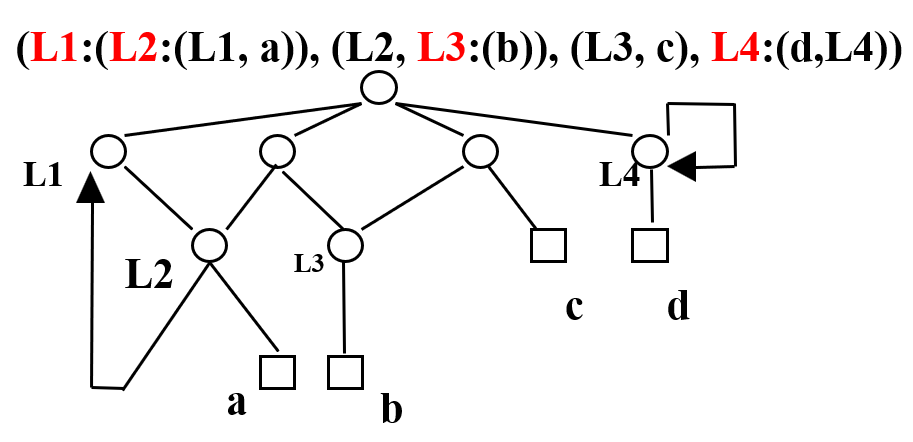 (L1:(L2:(L1, a)), (L2, L3:(b)), (L3, c), L4:(d,L4))
L1
L4
L2
L3
c
d
a
b